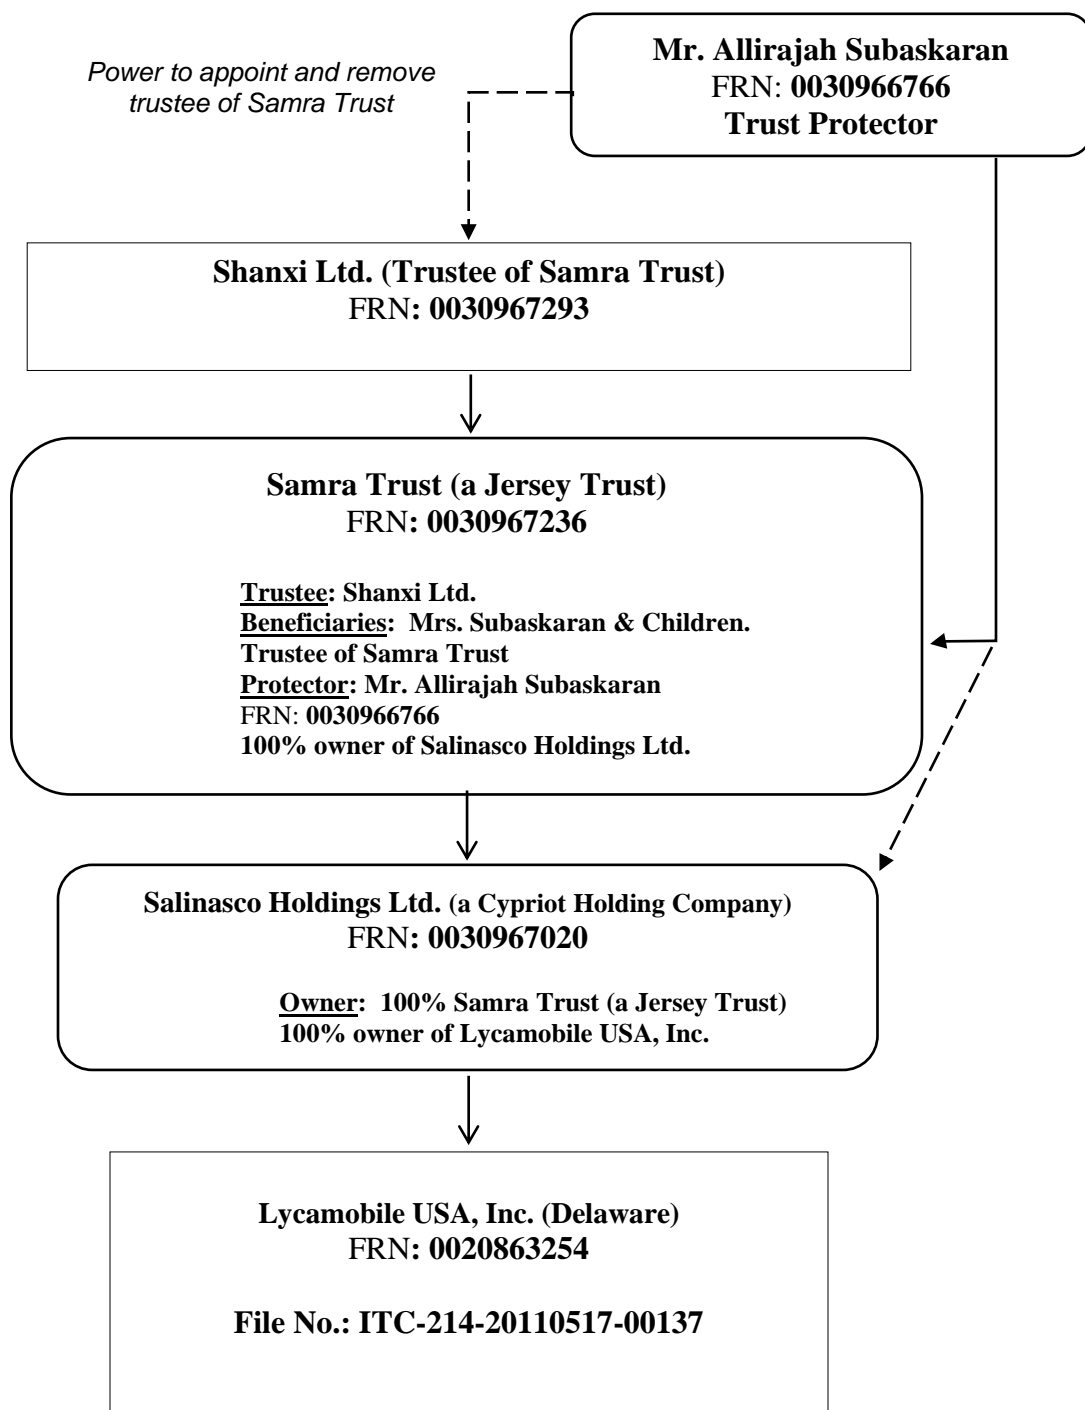 Mr. Allirajah Subaskaran
FRN: 0030966766
Trust Protector
Power to appoint and remove
trustee of Samra Trust
Shanxi Ltd. (Trustee of Samra Trust)
FRN: 0030967293
Samra Trust (a Jersey Trust)
FRN: 0030967236
Trustee: Shanxi Ltd.
Beneficiaries: Mrs. Subaskaran & Children.
Trustee of Samra Trust
Protector: Mr. Allirajah Subaskaran
FRN: 0030966766
100% owner of Salinasco Holdings Ltd.
Salinasco Holdings Ltd. (a Cypriot Holding Company)
FRN: 0030967020
Owner: 100% Samra Trust (a Jersey Trust)
100% owner of Lycamobile USA, Inc.
Lycamobile USA, Inc. (Delaware)
FRN: 0020863254
File No.: ITC-214-20110517-00137